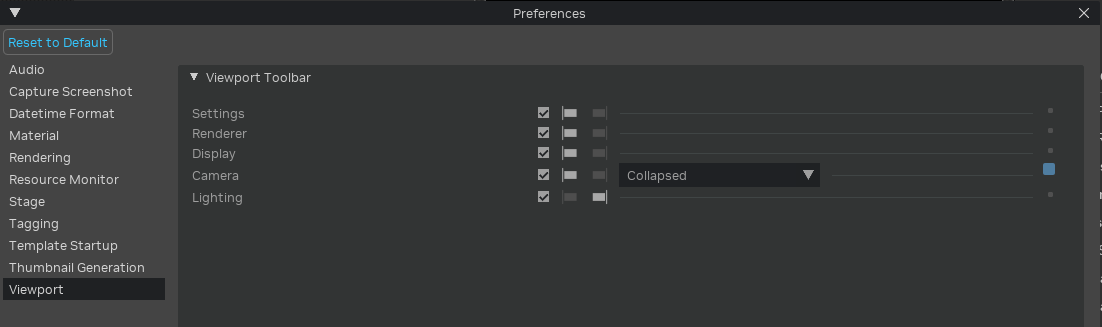 Preferences
Reset to Default
Audio
Capture Screenshot
Datetime Format
Material
Rendering
Resource Monitor
Stage
Tagging
Template Startup
Thumbnail Generation
Viewport
Viewport Toolbar
Settings
Renderer
Display
Camera
Collapsed
Lighting